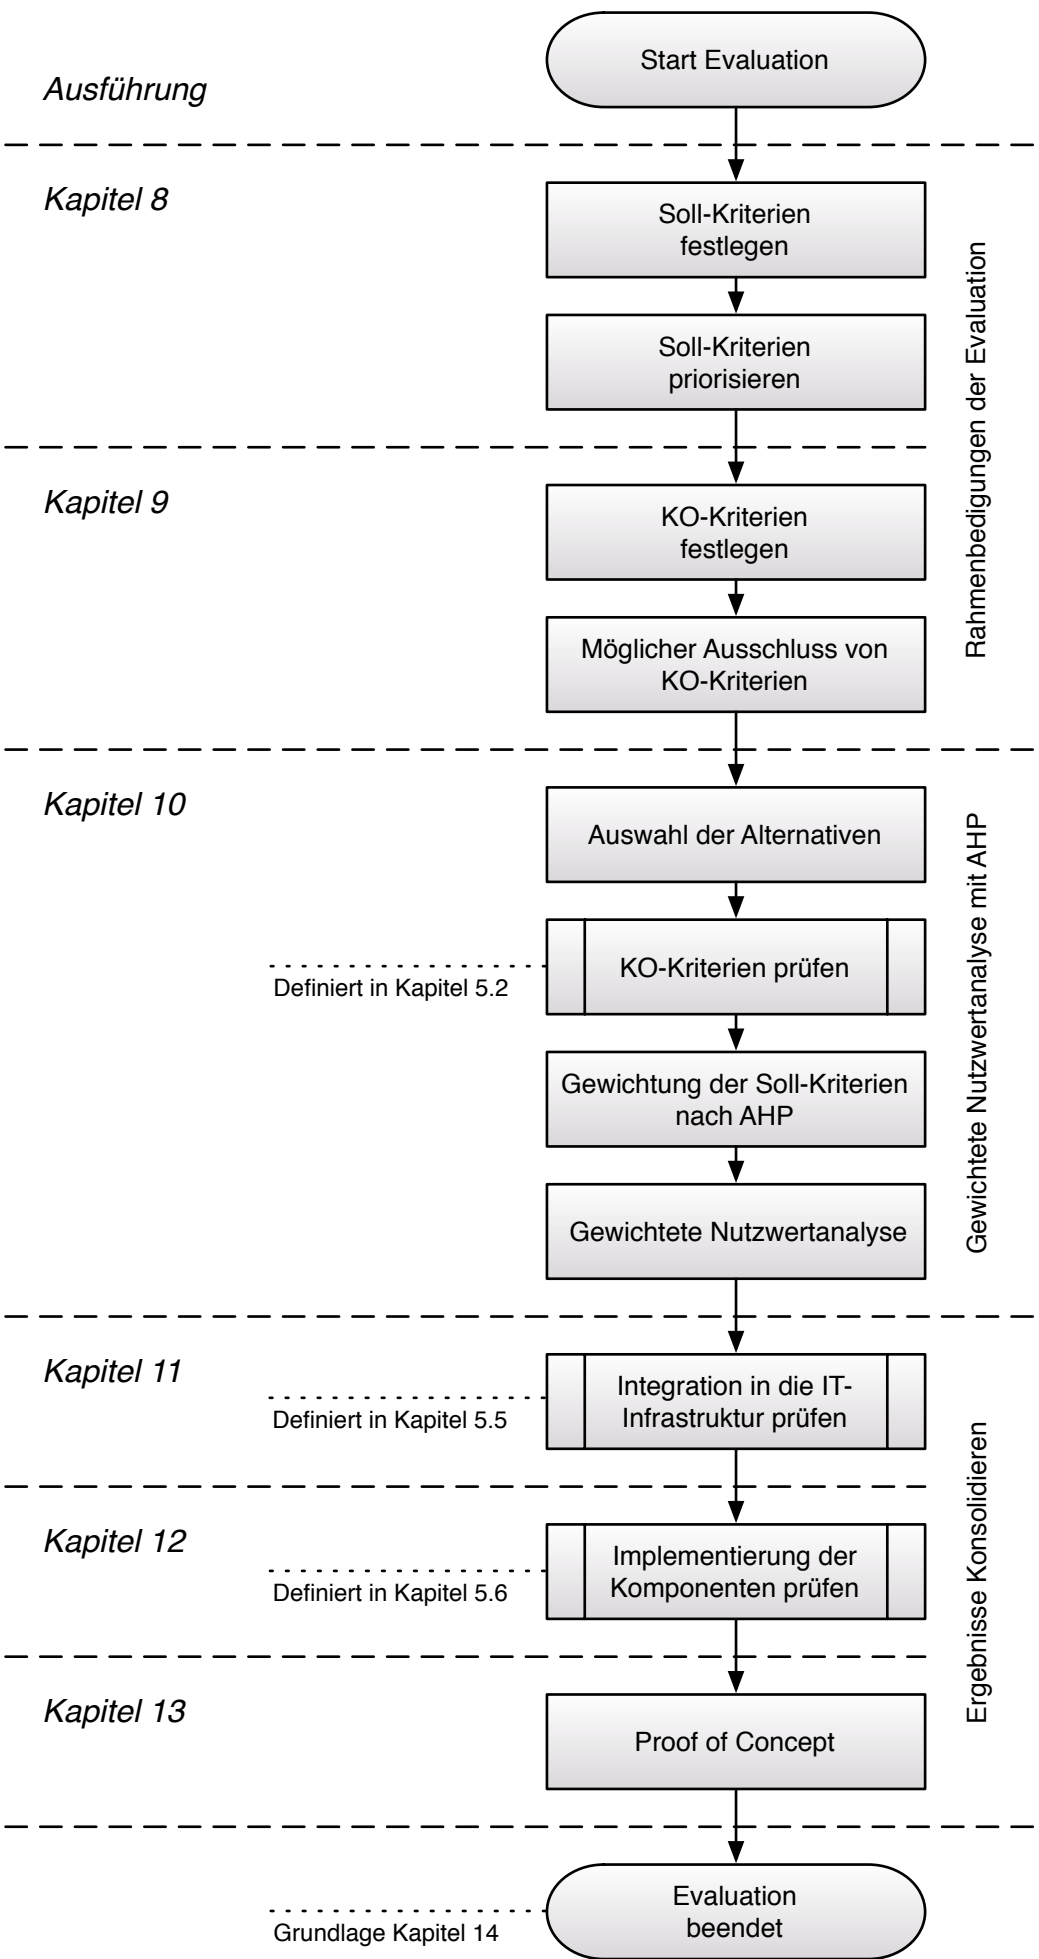 Start Evaluation
Ausführung
Kapitel 8
Soll-Kriterien
festlegen
Soll-Kriterien
priorisieren
Rahmenbedigungen der Evaluation
Kapitel 9
KO-Kriterien
festlegen
Möglicher Ausschluss von
KO-Kriterien
Kapitel 10
Auswahl der Alternativen
KO-Kriterien prüfen
Definiert in Kapitel 5.2
Gewichtung der Soll-Kriterien
nach AHP
Gewichtete Nutzwertanalyse
Gewichtete Nutzwertanalyse mit AHP
Kapitel 11
Integration in die IT-
Infrastruktur prüfen
Definiert in Kapitel 5.5
Kapitel 12
Implementierung der
Komponenten prüfen
Definiert in Kapitel 5.6
Ergebnisse Konsolidieren
Kapitel 13
Proof of Concept
Evaluation
beendet
Grundlage Kapitel 14